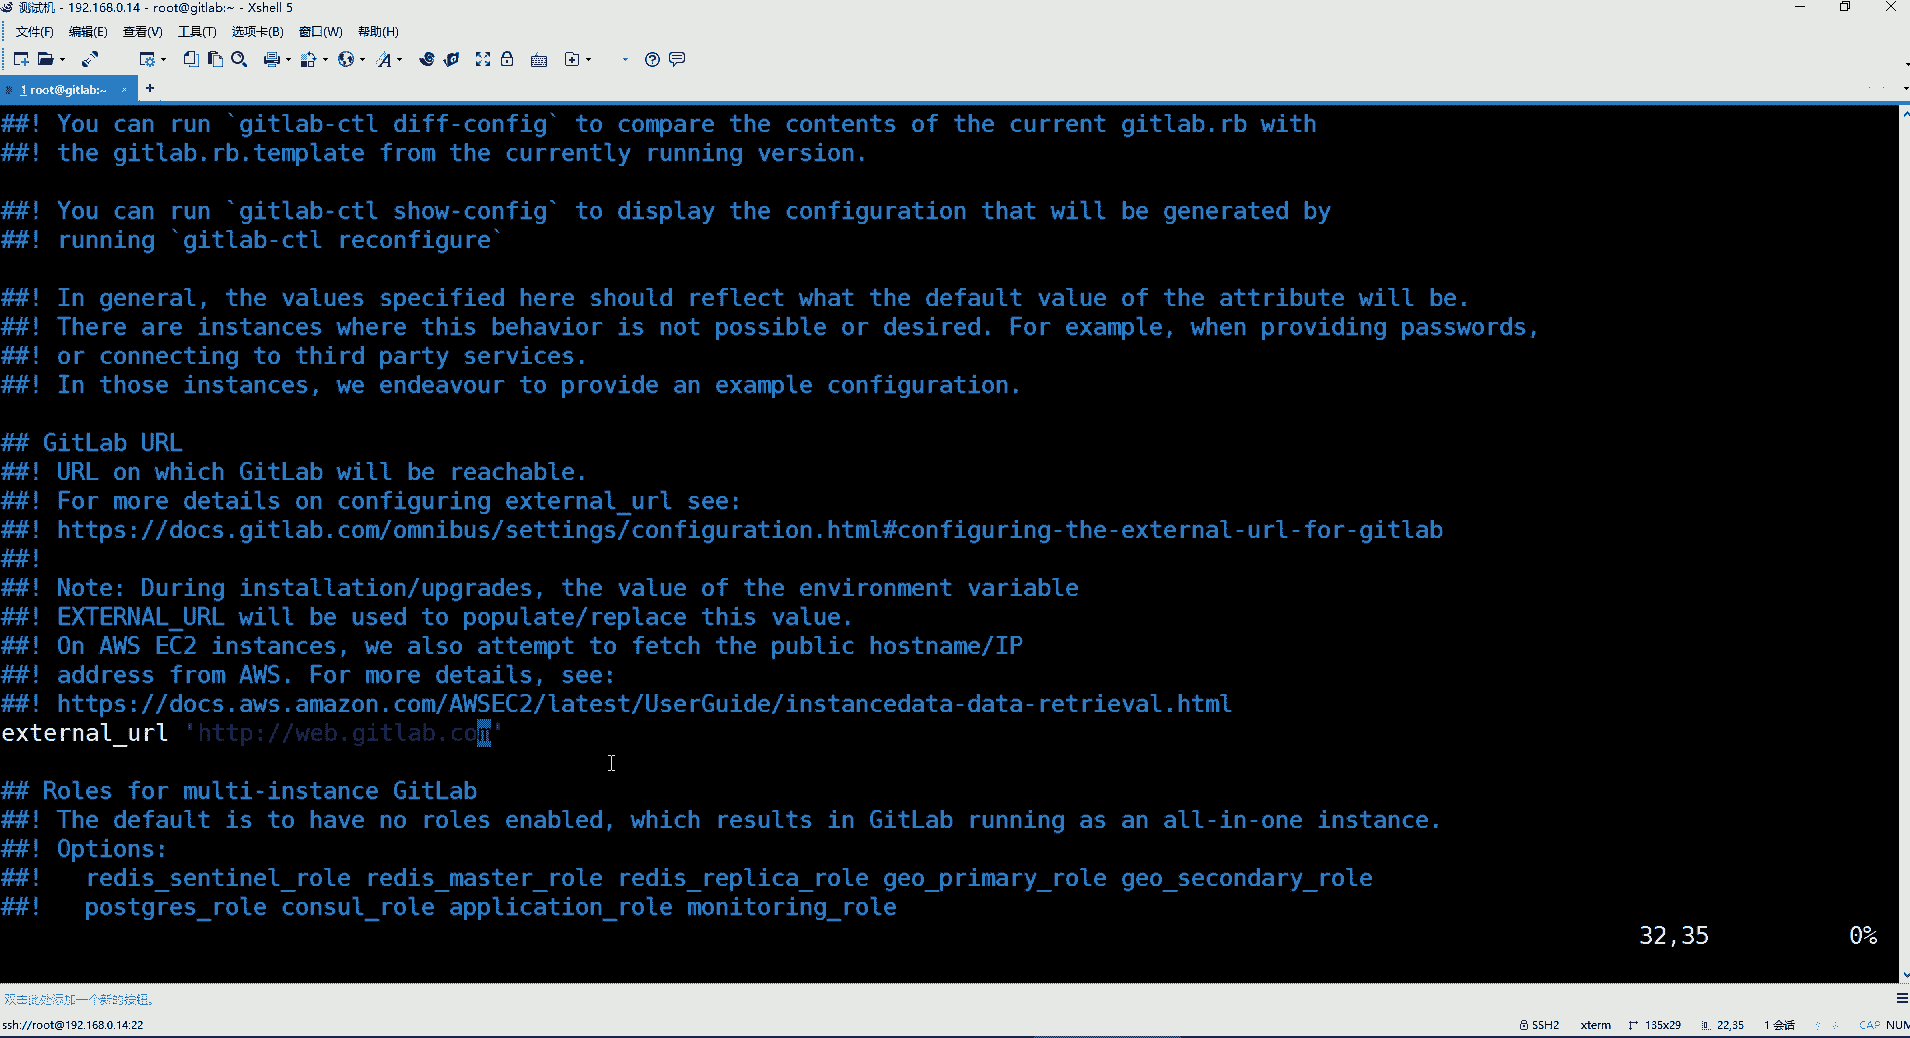 测试机 - 192.168.0.14 - root@gitlab:~ - Xshell 5
文件(F) 编辑(E) 查看(V) 工具(T) 选项卡(B) 窗口(W) 帮助(H)
1 root@gitlab:~ × +
##! You can run `gitlab-ctl diff-config` to compare the contents of the current gitlab.rb with
##! the gitlab.rb.template from the currently running version.
##! You can run `gitlab-ctl show-config` to display the configuration that will be generated by
##! running `gitlab-ctl reconfigure`
##! In general, the values specified here should reflect what the default value of the attribute will be.
##! There are instances where this behavior is not possible or desired. For example, when providing passwords,
##! or connecting to third party services.
##! In those instances, we endeavour to provide an example configuration.
## GitLab URL
##! URL on which GitLab will be reachable.
##! For more details on configuring external_url see:
##! https://docs.gitlab.com/omnibus/settings/configuration.html#configuring-the-external-url-for-gitlab
##!
##! Note: During installation/upgrades, the value of the environment variable
##! EXTERNAL_URL will be used to populate/replace this value.
##! On AWS EC2 instances, we also attempt to fetch the public hostname/IP
##! address from AWS. For more details, see:
##! https://docs.aws.amazon.com/AWSEC2/latest/UserGuide/instancedata-data-retrieval.html
external_url 'http://web.gitlab.com'
## Roles for multi-instance GitLab
##! The default is to have no roles enabled, which results in GitLab running as an all-in-one instance.
##! Options:
##!   redis_sentinel_role redis_master_role redis_replica_role geo_primary_role geo_secondary_role
##!   postgres_role consul_role application_role monitoring_role
32,35 0%
双击此处添加一个新的按钮。
ssh://root@192.168.0.14:22 SSH2 xterm 135x29 22,35 1 会话 CAP NUM